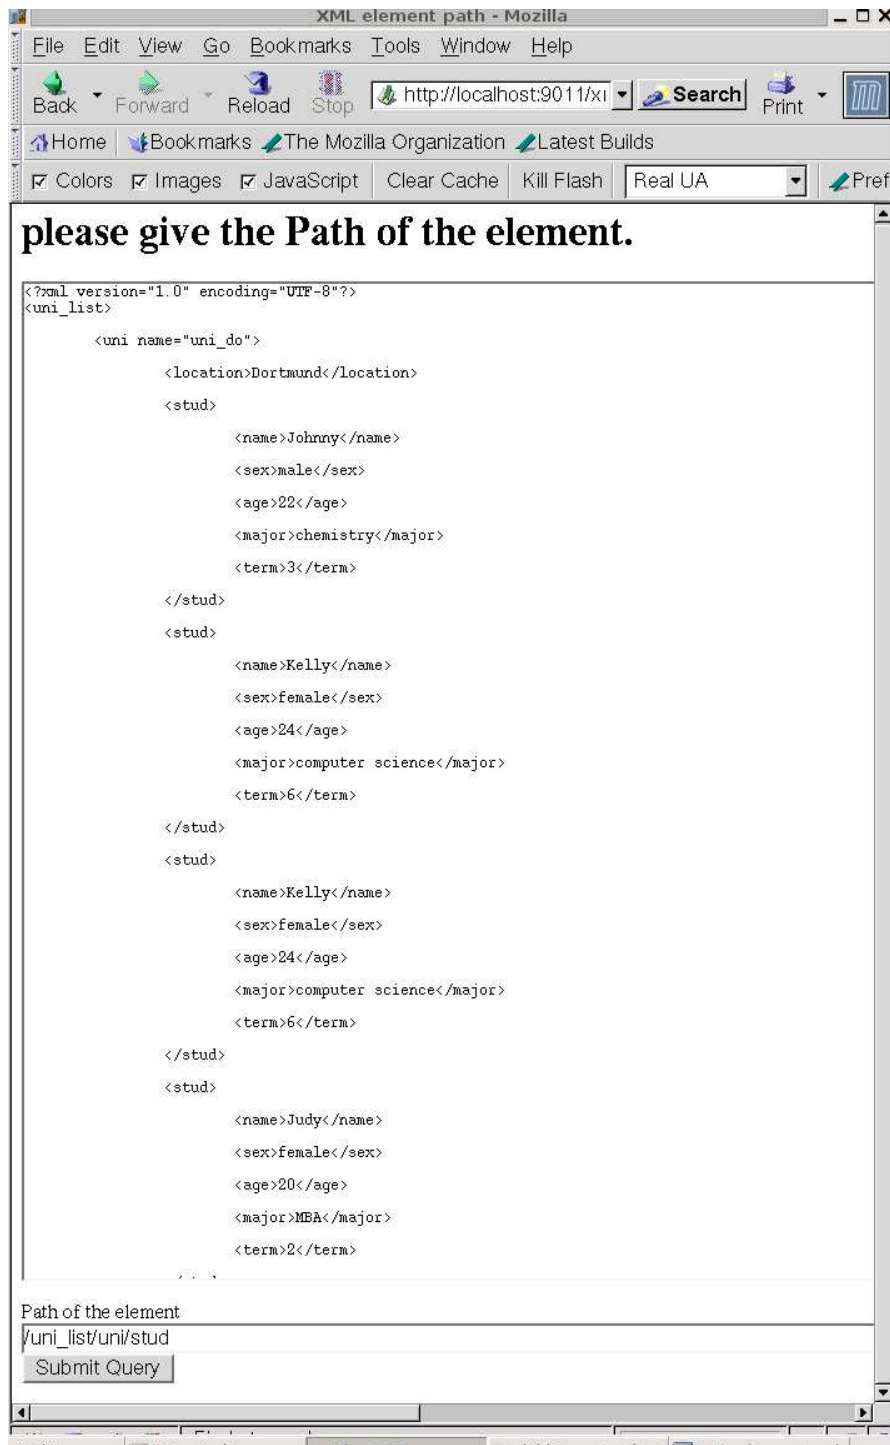 XML element path - Mozilla
File Edit View Go Bookmarks Tools Window Help
Back Forward Reload Stop http://localhost:9011/x Search Print
Home Bookmarks The Mozilla Organization Latest Builds
Colors Images JavaScript Clear Cache Kill Flash Real UA Pref
please give the Path of the element.
<?xml version="1.0" encoding="UTF-8"?>
<uni_list>
<uni name="uni_do">
<location>Dortmund</location>
<stud>
<name>Johnny</name>
<sex>male</sex>
<age>22</age>
<major>chemistry</major>
<term>3</term>
</stud>
<stud>
<name>Kelly</name>
<sex>female</sex>
<age>24</age>
<major>computer science</major>
<term>6</term>
</stud>
<stud>
<name>Kelly</name>
<sex>female</sex>
<age>24</age>
<major>computer science</major>
<term>6</term>
</stud>
<stud>
<name>Judy</name>
<sex>female</sex>
<age>20</age>
<major>MBA</major>
<term>2</term>
Path of the element
/uni_list/uni/stud
Submit Query